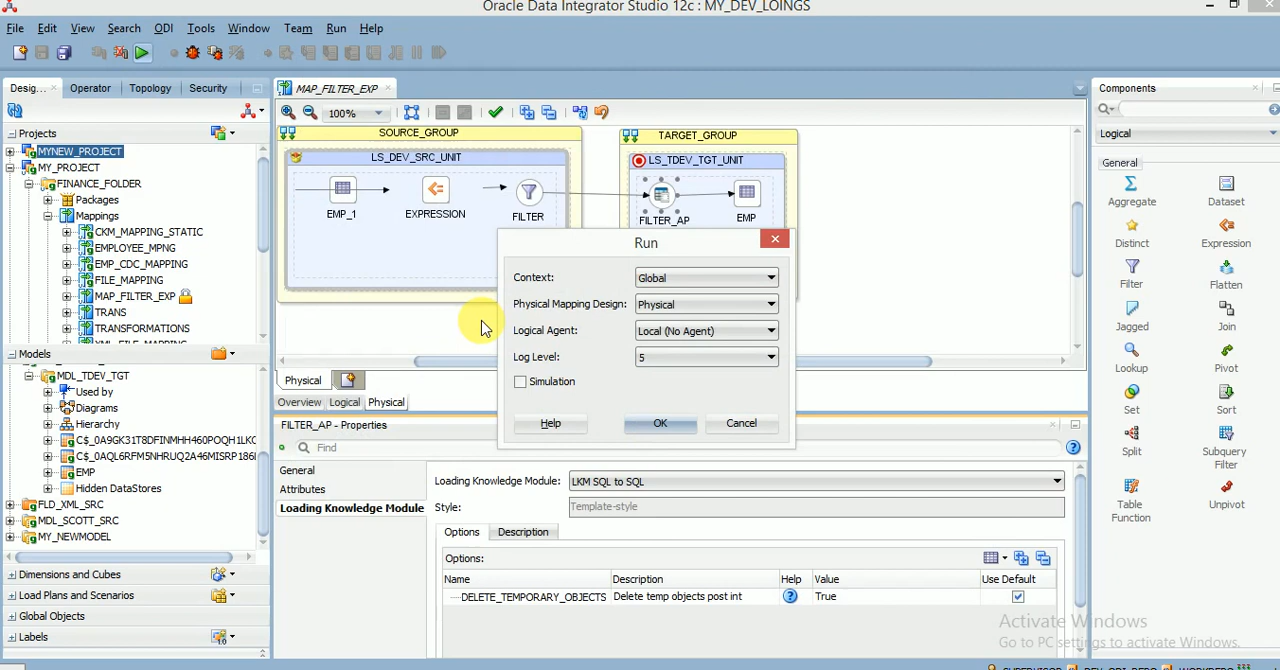 Oracle Data Integrator Studio 12c : MY_DEV_LOINGS
File Edit View Search ODI Tools Window Team Run Help
Desig... Operator Topology Security
Projects
MYNEW_PROJECT
MY_PROJECT
FINANCE_FOLDER
Packages
Mappings
CKM_MAPPING_STATIC
EMPLOYEE_MPNG
EMP_CDC_MAPPING
FILE_MAPPING
MAP_FILTER_EXP
TRANS
TRANSFORMATIONS
XML_FILE_MAPPING
Models
MDL_TDEV_TGT
Used by
Diagrams
Hierarchy
EMP
Hidden DataStores
FLD_XML_SRC
MDL_SCOTT_SRC
MY_NEWMODEL
Dimensions and Cubes
Load Plans and Scenarios
Global Objects
Labels
MAP_FILTER_EXP
100%
SOURCE_GROUP
LS_DEV_SRC_UNIT
EMP_1
EXPRESSION
FILTER
TARGET_GROUP
LS_TDEV_TGT_UNIT
FILTER_AP
EMP
Physical
Overview Logical Physical
Run
Context: Global
Physical Mapping Design: Physical
Logical Agent: Local (No Agent)
Log Level: 5
Simulation
Help OK Cancel
FILTER_AP - Properties
Find
General
Attributes
Loading Knowledge Module
Loading Knowledge Module: LKM SQL to SQL
Style: Template-style
Options Description
Options:
Name Description Help Value Use Default
DELETE_TEMPORARY_OBJECTS Delete temp objects post int True
Components
Logical
General
Aggregate Dataset
Distinct Expression
Filter Flatten
Jagged Join
Lookup Pivot
Set Sort
Split Subquery
Filter
Table
Function
Unpivot
Activate Windows
Go to PC settings to activate Windows.